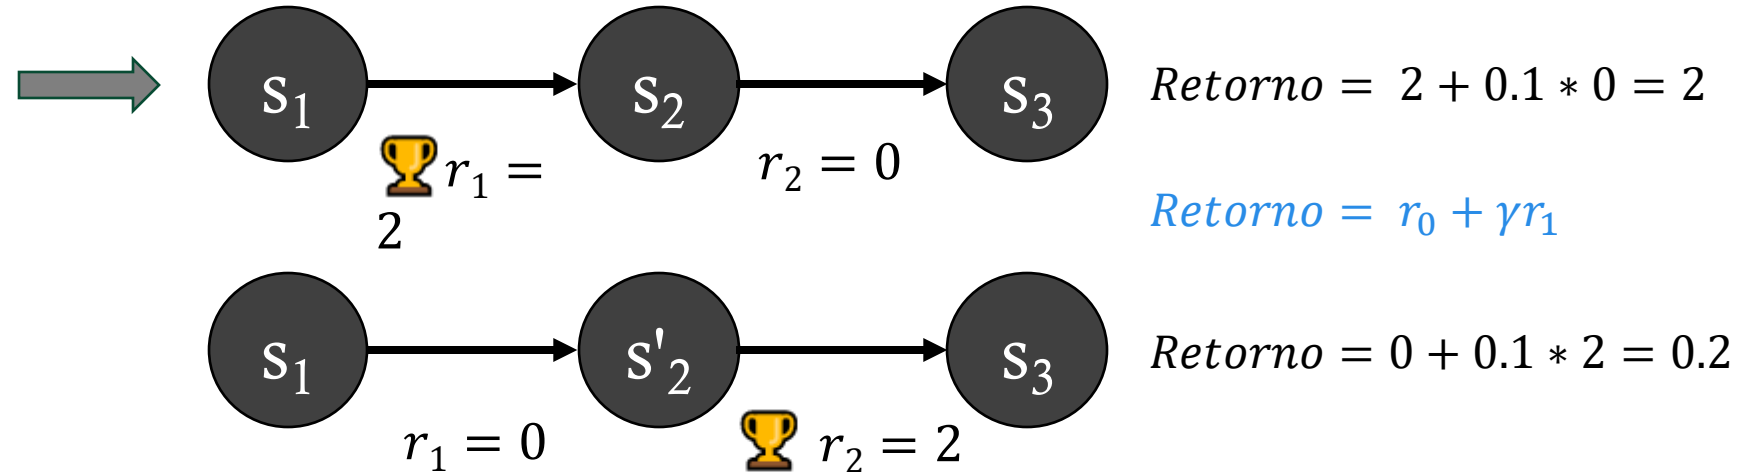 s₁ s₂ s₃ Retorno = 2 + 0.1 * 0 = 2
🏆 r₁ = r₂ = 0
2
Retorno = r₀ + γr₁
s₁ s'₂ s₃ Retorno = 0 + 0.1 * 2 = 0.2
r₁ = 0 🏆 r₂ = 2